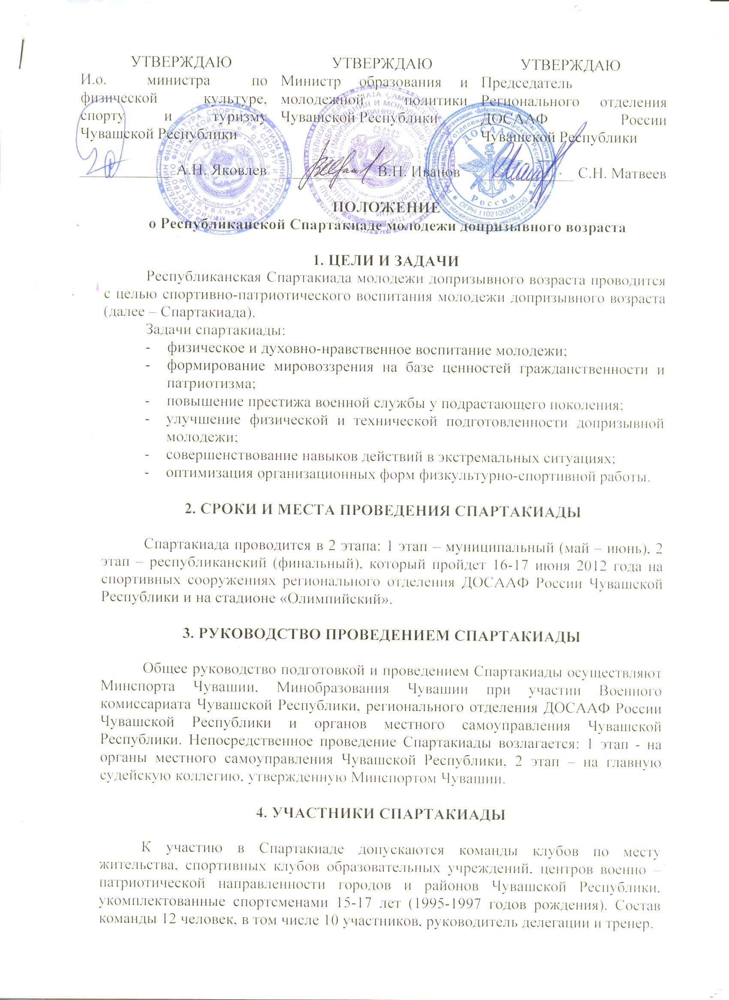 УТВЕРЖДАЮ
И.о. министра по
физической культуре,
спорту и туризму
Чувашской Республики
А.Н. Яковлев
УТВЕРЖДАЮ
Министр образования и
молодежной политики
Чувашской Республики
В.Н. Иванов
УТВЕРЖДАЮ
Председатель
Регионального отделения
ДОСААФ России
Чувашской Республики
С.Н. Матвеев
ДОСААФ
России
ОГРН 1102100000320
ПОЛОЖЕНИЕ
о Республиканской Спартакиаде молодежи допризывного возраста
1. ЦЕЛИ И ЗАДАЧИ
Республиканская Спартакиада молодежи допризывного возраста проводится
с целью спортивно-патриотического воспитания молодежи допризывного возраста
(далее – Спартакиада).
Задачи спартакиады:
- физическое и духовно-нравственное воспитание молодежи;
- формирование мировоззрения на базе ценностей гражданственности и
патриотизма;
- повышение престижа военной службы у подрастающего поколения;
- улучшение физической и технической подготовленности допризывной
молодежи;
- совершенствование навыков действий в экстремальных ситуациях;
- оптимизация организационных форм физкультурно-спортивной работы.
2. СРОКИ И МЕСТА ПРОВЕДЕНИЯ СПАРТАКИАДЫ
Спартакиада проводится в 2 этапа: 1 этап – муниципальный (май – июнь), 2
этап – республиканский (финальный), который пройдет 16-17 июня 2012 года на
спортивных сооружениях регионального отделения ДОСААФ России Чувашской
Республики и на стадионе «Олимпийский».
3. РУКОВОДСТВО ПРОВЕДЕНИЕМ СПАРТАКИАДЫ
Общее руководство подготовкой и проведением Спартакиады осуществляют
Минспорта Чувашии, Минобразования Чувашии при участии Военного
комиссариата Чувашской Республики, регионального отделения ДОСААФ России
Чувашской Республики и органов местного самоуправления Чувашской
Республики. Непосредственное проведение Спартакиады возлагается: 1 этап - на
органы местного самоуправления Чувашской Республики, 2 этап – на главную
судейскую коллегию, утвержденную Минспортом Чувашии.
4. УЧАСТНИКИ СПАРТАКИАДЫ
К участию в Спартакиаде допускаются команды клубов по месту
жительства, спортивных клубов образовательных учреждений, центров военно –
патриотической направленности городов и районов Чувашской Республики,
укомплектованные спортсменами 15-17 лет (1995-1997 годов рождения). Состав
команды 12 человек, в том числе 10 участников, руководитель делегации и тренер.